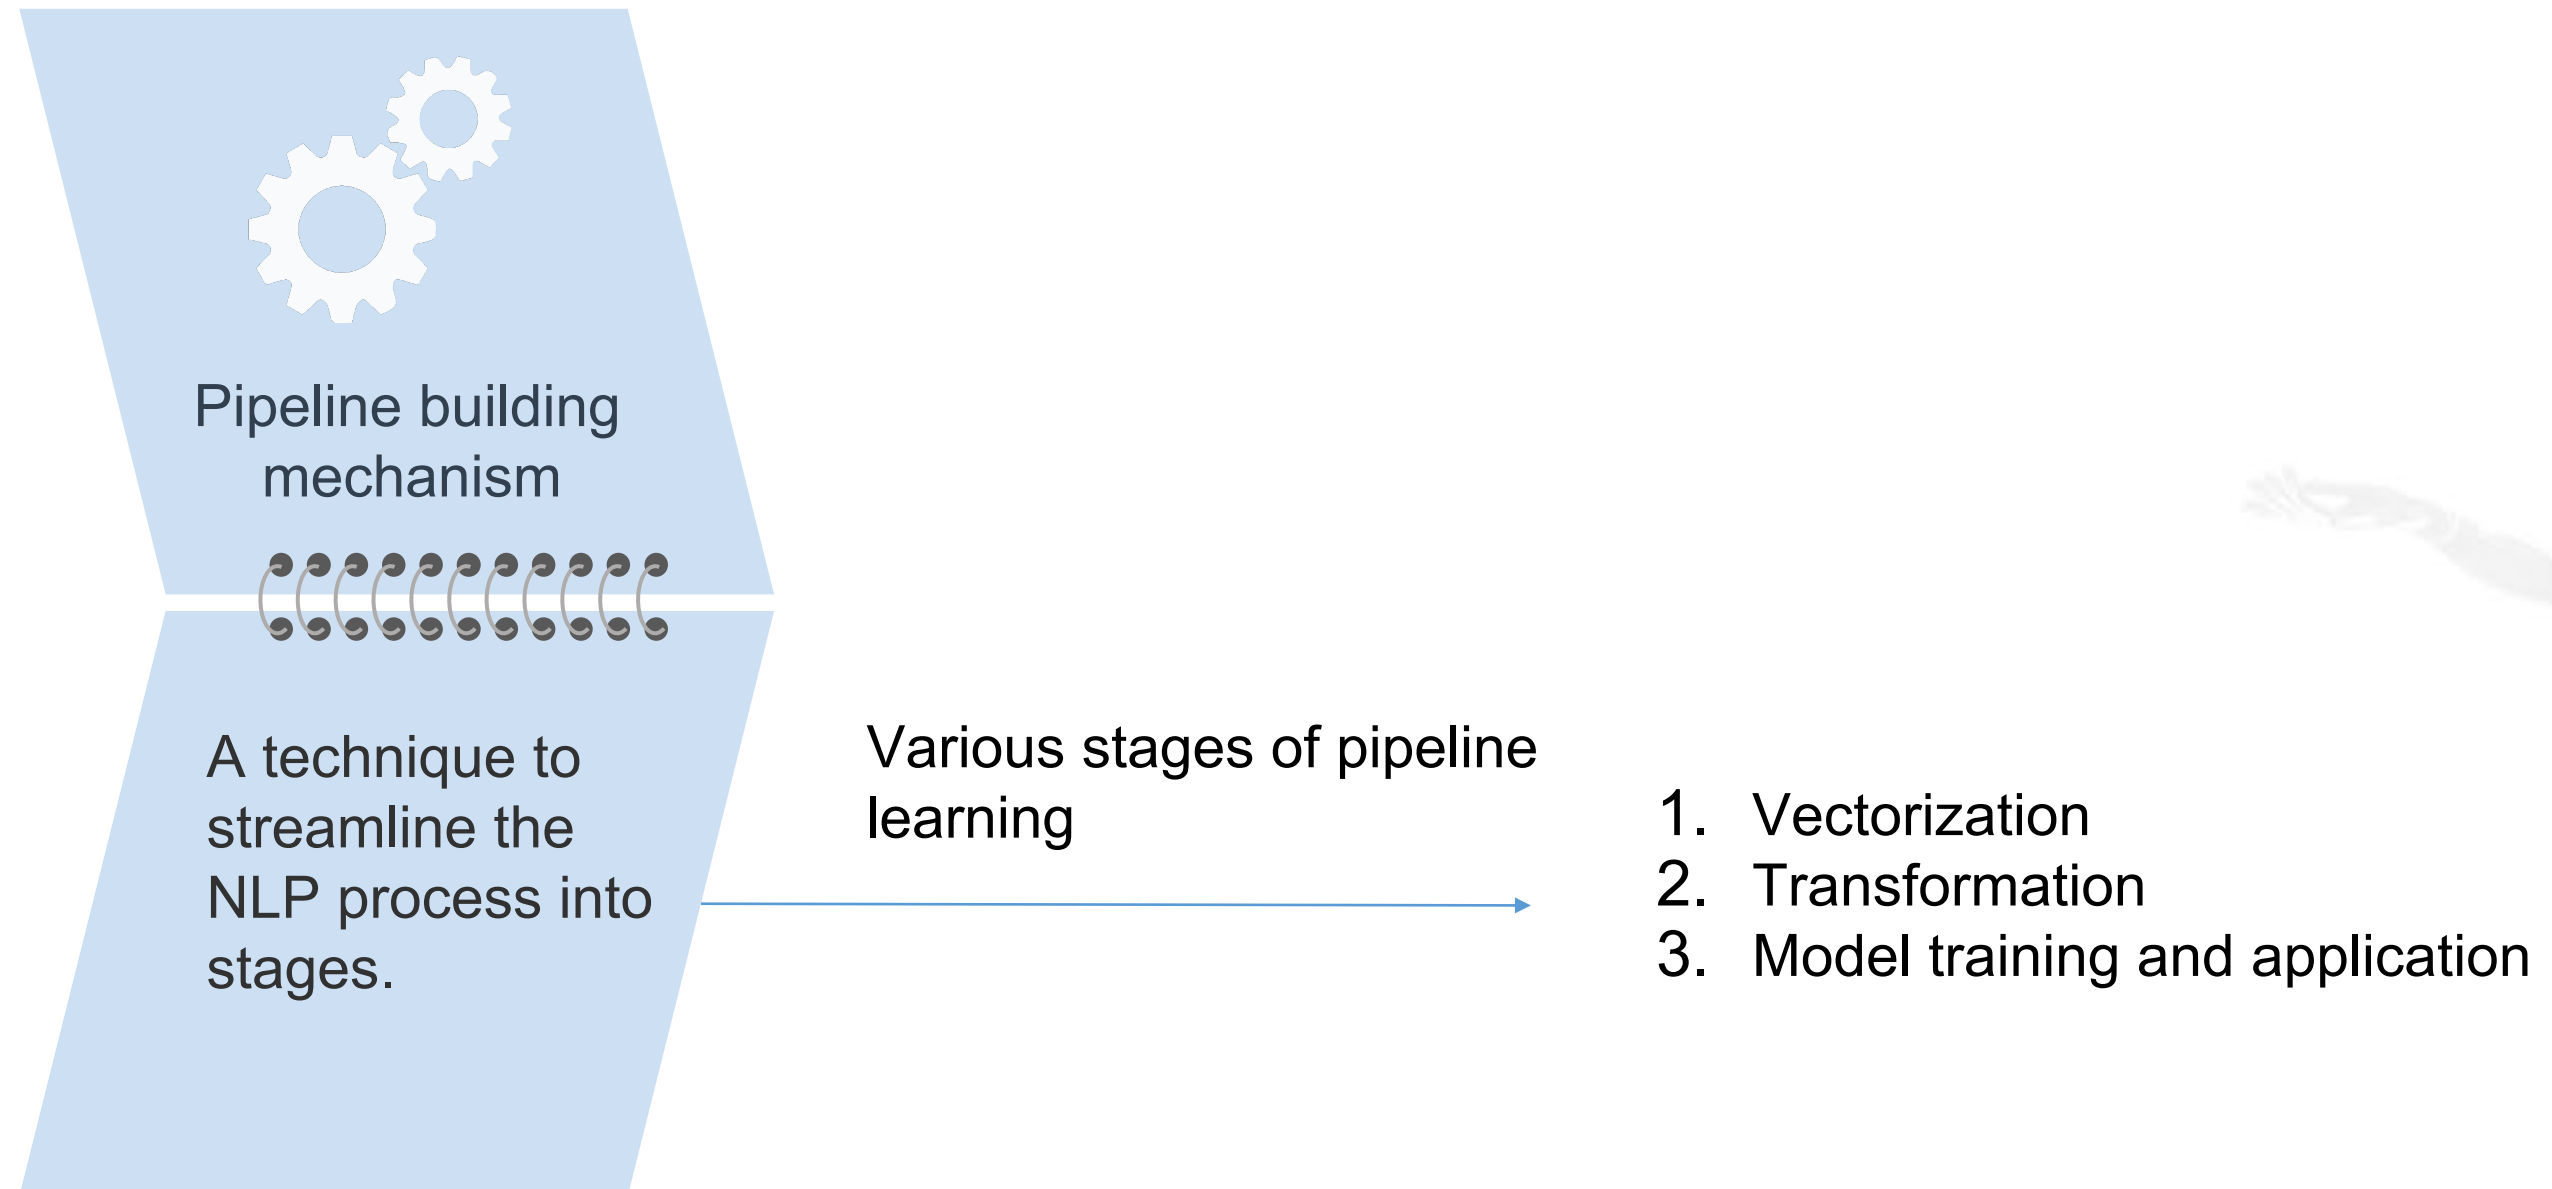 Pipeline building
mechanism
A technique to
streamline the
NLP process into
stages.
Various stages of pipeline
learning
1. Vectorization
2. Transformation
3. Model training and application